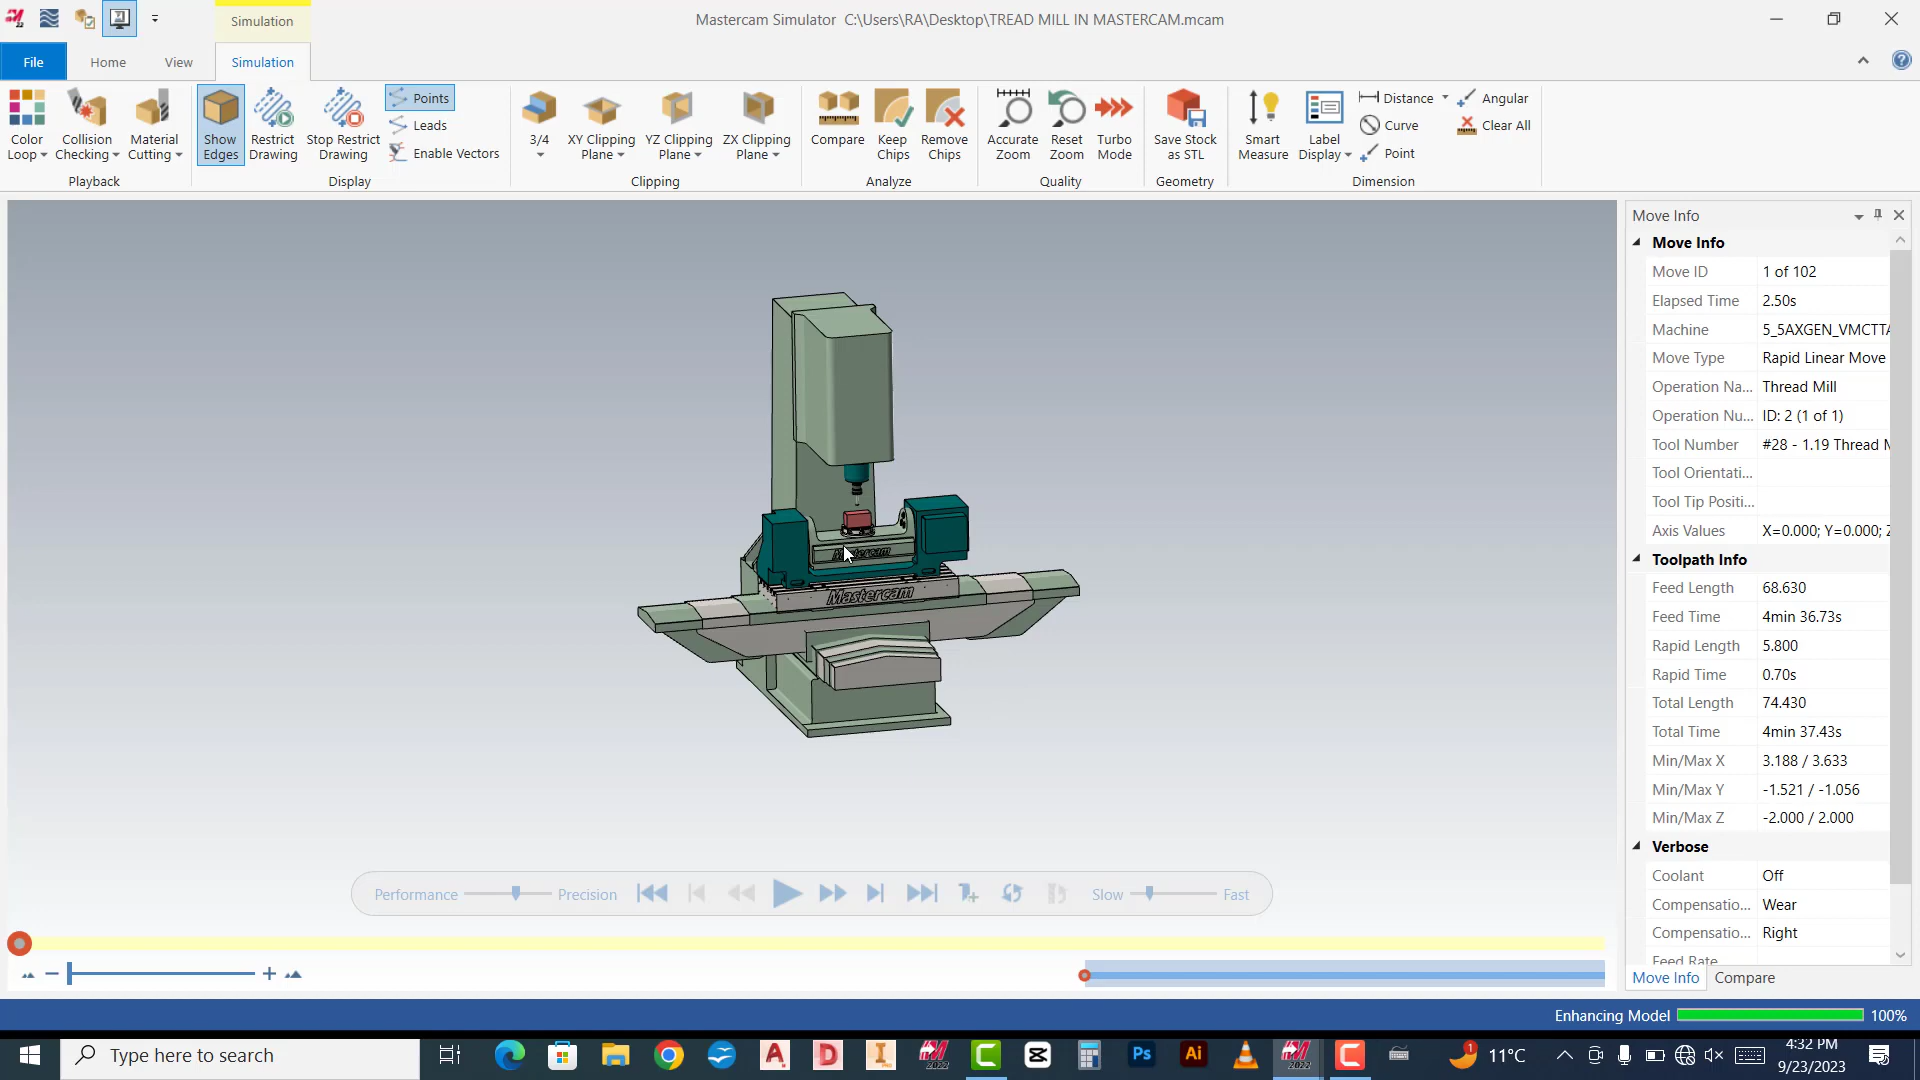 Simulation
Mastercam Simulator C:\Users\RA\Desktop\TREAD MILL IN MASTERCAM.mcam
File
Home
View
Simulation
Color Loop
Collision Checking
Material Cutting
Playback
Show Edges
Restrict Drawing
Stop Restrict Drawing
Points
Leads
Enable Vectors
Display
3/4
XY Clipping Plane
YZ Clipping Plane
ZX Clipping Plane
Clipping
Compare
Keep Chips
Remove Chips
Analyze
Accurate Zoom
Reset Zoom
Turbo Mode
Quality
Save Stock as STL
Geometry
Smart Measure
Label Display
Distance
Curve
Point
Angular
Clear All
Dimension
Mastercam
Move Info
Move Info
Move ID 1 of 102
Elapsed Time 2.50s
Machine 5_5AXGEN_VMCTTA
Move Type Rapid Linear Move
Operation Na... Thread Mill
Operation Nu... ID: 2 (1 of 1)
Tool Number #28 - 1.19 Thread M
Tool Orientati...
Tool Tip Positi...
Axis Values X=0.000; Y=0.000; Z
Toolpath Info
Feed Length 68.630
Feed Time 4min 36.73s
Rapid Length 5.800
Rapid Time 0.70s
Total Length 74.430
Total Time 4min 37.43s
Min/Max X 3.188 / 3.633
Min/Max Y -1.521 / -1.056
Min/Max Z -2.000 / 2.000
Verbose
Coolant Off
Compensatio... Wear
Compensatio... Right
Feed Rate
Move Info
Compare
Performance
Precision
Slow
Fast
Enhancing Model 100%
Type here to search
2022
Ps
Ai
2022
1
11°C
4:32 PM
9/23/2023